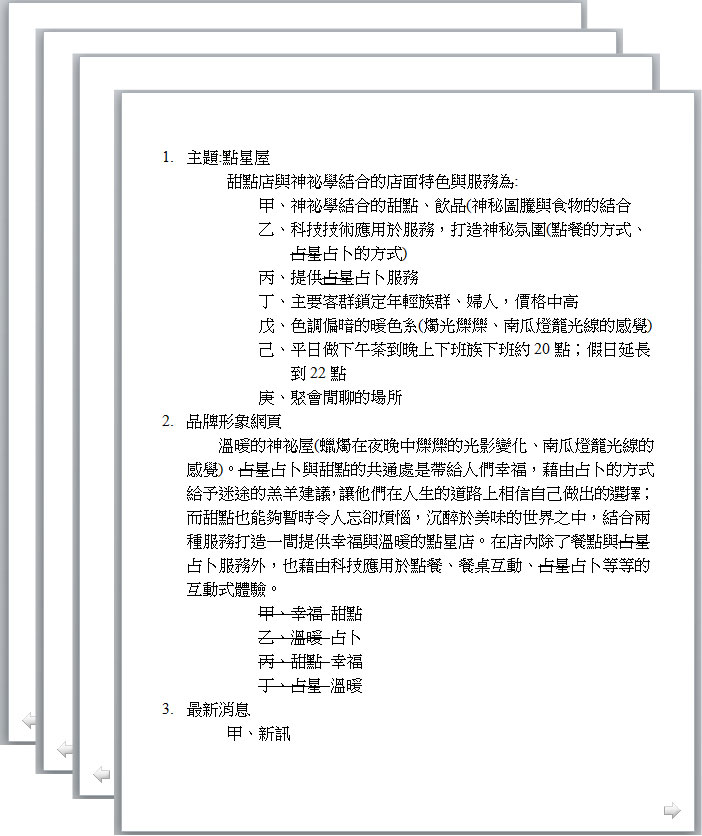 1. 主題:點星屋
甜點店與神祕學結合的店面特色與服務為:
甲、神祕學結合的甜點、飲品(神秘圖騰與食物的結合
乙、科技技術應用於服務，打造神秘氛圍(點餐的方式、
占星占卜的方式)
丙、提供占星占卜服務
丁、主要客群鎖定年輕族群、婦人，價格中高
戊、色調偏暗的暖色系(燭光爍爍、南瓜燈籠光線的感覺)
己、平日做下午茶到晚上下班族下班約 20 點；假日延長
到 22 點
庚、聚會閒聊的場所
2. 品牌形象網頁
溫暖的神祕屋(蠟燭在夜晚中爍爍的光影變化、南瓜燈籠光線的
感覺)。占星占卜與甜點的共通處是帶給人們幸福，藉由占卜的方式
給予迷途的羔羊建議,讓他們在人生的道路上相信自己做出的選擇；
而甜點也能夠暫時令人忘卻煩惱，沉醉於美味的世界之中，結合兩
種服務打造一間提供幸福與溫暖的點星店。在店內除了餐點與占星
占卜服務外，也藉由科技應用於點餐、餐桌互動、占星占卜等等的
互動式體驗。
甲、幸福 甜點
乙、溫暖 占卜
丙、甜點 幸福
丁、占星 溫暖
3. 最新消息
甲、新訊